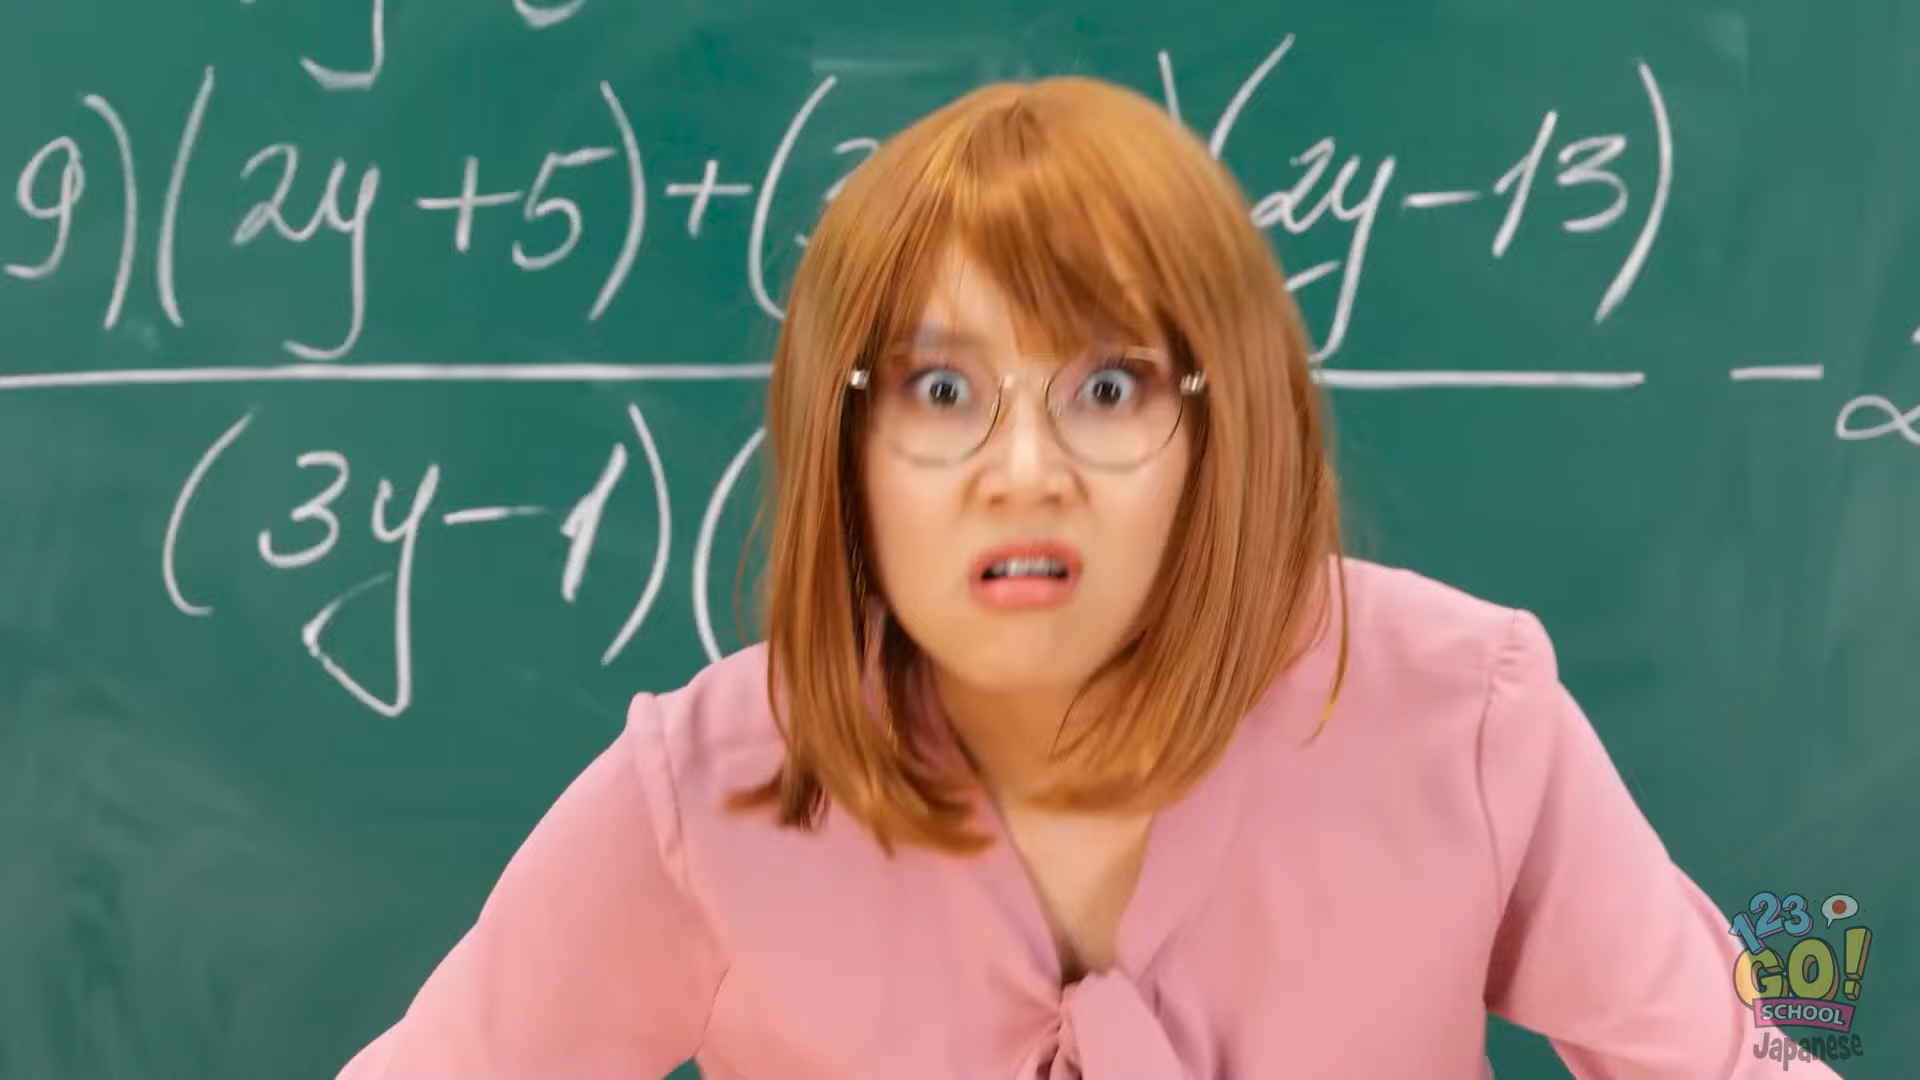 9)(2y+5)+( )(2y-13)
-
(3y-1)(
123
GO!
SCHOOL
Japanese